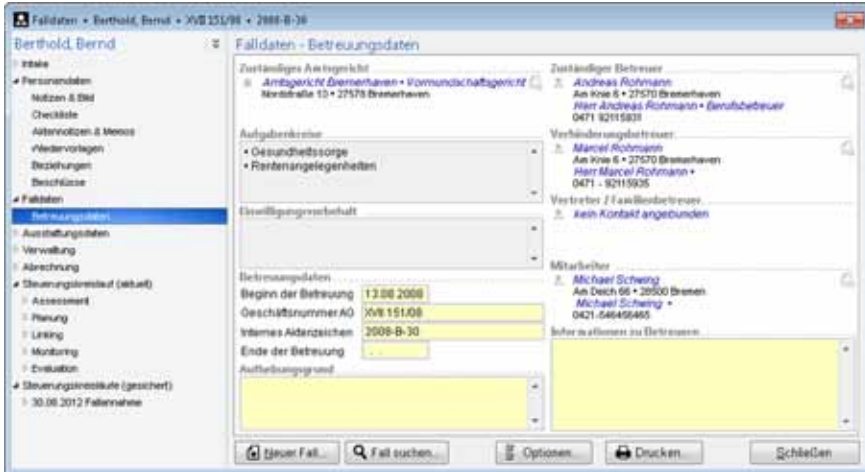 Falldaten • Berthold, Bernd • XVII 151/08 • 2008-B-30
Berthold, Bernd
Intake
Personendaten
Notizen & Bild
Checkliste
Aktennotizen & Memos
Wiedervorlagen
Beziehungen
Beschlüsse
Falldaten
Betreuungsdaten
Ausstattungsdaten
Verwaltung
Abrechnung
Steuerungskreislauf (aktuell)
Assessment
Planung
Linking
Monitoring
Evaluation
Steuerungskreisläufe (gesichert)
30.08.2012 Fallannahme
Falldaten - Betreuungsdaten
Zuständiges Amtsgericht
Amtsgericht Bremerhaven • Vormundschaftsgericht
Nordstraße 10 • 27578 Bremerhaven
Aufgabenkreise
• Gesundheitssorge
• Rentenangelegenheiten
Einwilligungsvorbehalt
Betreuungsdaten
Beginn der Betreuung 13.08.2008
Geschäftsnummer AG XVII 151/08
Internes Aktenzeichen 2008-B-30
Ende der Betreuung . .
Aufhebungsgrund
Zuständiger Betreuer
Andreas Rohmann
Am Knie 6 • 27570 Bremerhaven
Herr Andreas Rohmann • Berufsbetreuer
0471 92115931
Verhinderungsbetreuer
Marcel Rohmann
Am Knie 6 • 27570 Bremerhaven
Herr Marcel Rohmann •
0471 - 92115935
Vertreter / Familienbetreuer
kein Kontakt angebunden
Mitarbeiter
Michael Schwing
Am Deich 66 • 28500 Bremen
Michael Schwing •
0421-546456465
Informationen zu Betreuern
Neuer Fall... Fall suchen... Optionen... Drucken... Schließen